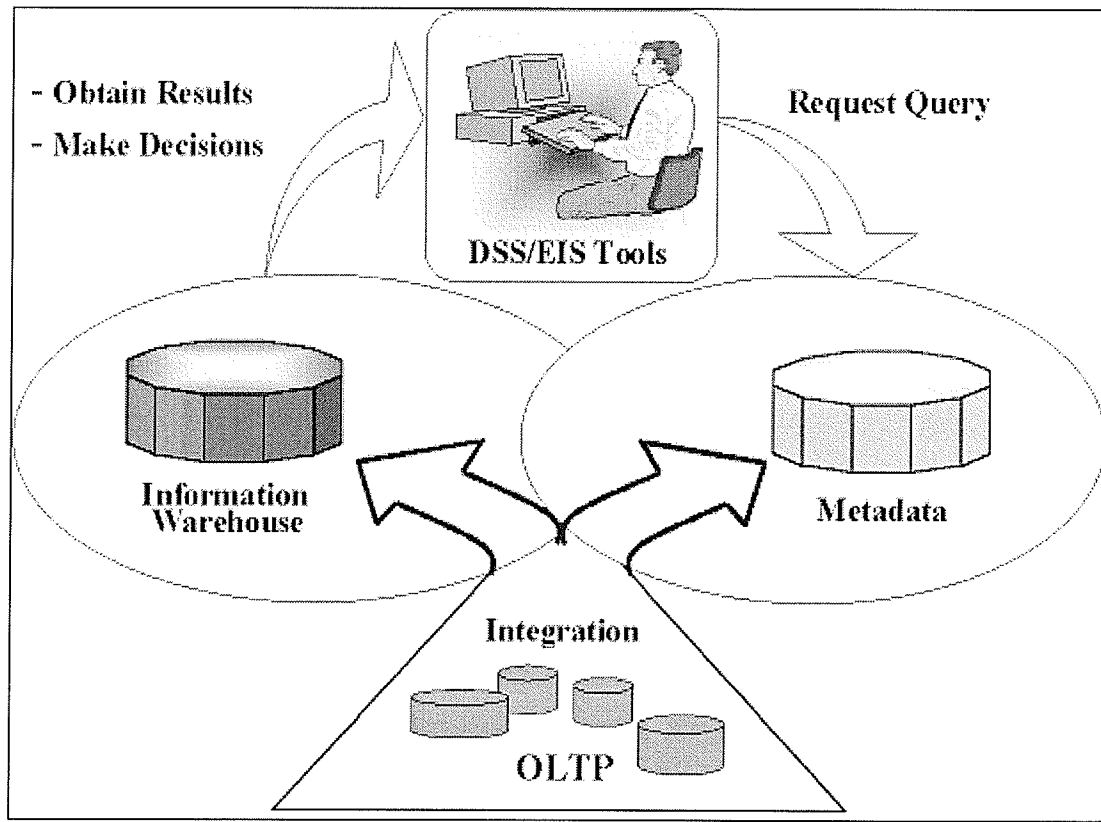 - Obtain Results
- Make Decisions
Request Query
DSS/EIS Tools
Information
Warehouse
Metadata
Integration
OLTP